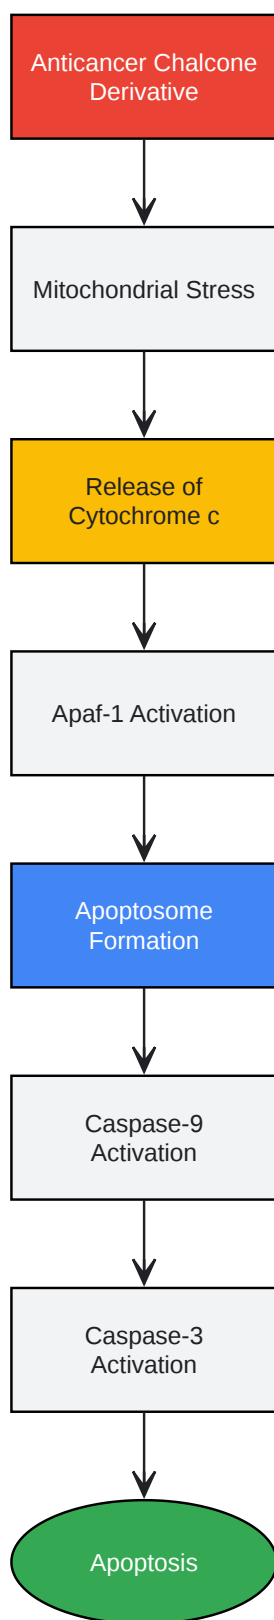 Anticancer Chalcone
Derivative
Mitochondrial Stress
Release of
Cytochrome c
Apaf-1 Activation
Apoptosome
Formation
Caspase-9
Activation
Caspase-3
Activation
Apoptosis